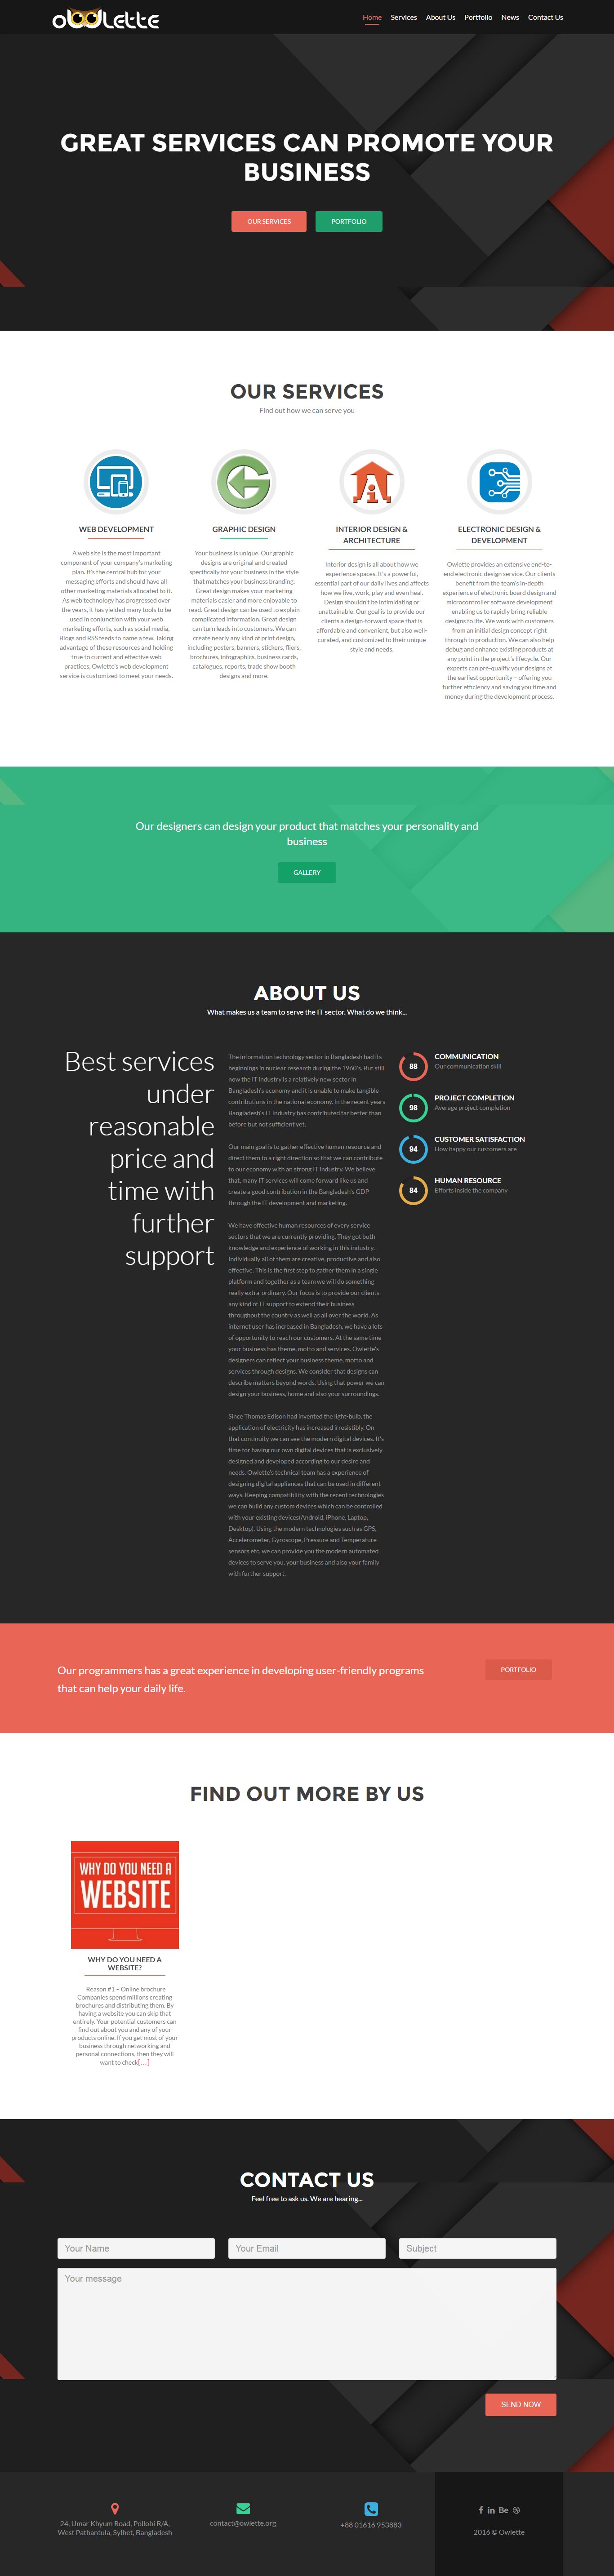 owlette
Home Services About Us Portfolio News Contact Us
GREAT SERVICES CAN PROMOTE YOUR
BUSINESS
OUR SERVICES
PORTFOLIO
OUR SERVICES
Find out how we can serve you
WEB DEVELOPMENT
A web site is the most important
component of your company's marketing
plan. It's the central hub for your
messaging efforts and should have all
other marketing materials allocated to it.
As web technology has progressed over
the years, it has yielded many tools to be
used in conjunction with your web
marketing efforts, such as social media,
Blogs and RSS feeds to name a few. Taking
advantage of these resources and holding
true to current and effective web
practices, Owlette's web development
service is customized to meet your needs.
GRAPHIC DESIGN
Your business is unique. Our graphic
designs are original and created
specifically for your business in the style
that matches your business branding.
Great design makes your marketing
materials easier and more enjoyable to
read. Great design can be used to explain
complicated information. Great design
can turn leads into customers. We can
create nearly any kind of print design,
including posters, banners, stickers, fliers,
brochures, infographics, business cards,
catalogues, reports, trade show booth
designs and more.
INTERIOR DESIGN &
ARCHITECTURE
Interior design is all about how we
experience spaces. It's a powerful,
essential part of our daily lives and affects
how we live, work, play and even heal.
Design shouldn't be intimidating or
unattainable. Our goal is to provide our
clients a design forward space that is
affordable and convenient, but also well-
curated, and customized to their unique
style and needs.
ELECTRONIC DESIGN &
DEVELOPMENT
Owlette provides an extensive end-to-
end electronic design service. Our clients
benefit from the team's in-depth
experience of electronic board design and
microcontroller software development
enabling us to rapidly bring reliable
designs to life. We work with customers
from an initial design concept right
through to production. We can also help
debug and enhance existing products at
any point in the project's lifecycle. Our
experts can pre-qualify your designs at
the earliest opportunity – offering you
further efficiency and saving you time and
money during the development process.
Our designers can design your product that matches your personality and
business
GALLERY
ABOUT US
What makes us a team to serve the IT sector. What do we think...
Best services
under
reasonable
price and
time with
further
support
The information technology sector in Bangladesh had its
beginnings in nuclear research during the 1960's. But still
now the IT industry is a relatively new sector in
Bangladesh's economy and it is unable to make tangible
contributions in the national economy. In the recent years
Bangladesh's IT industry has contributed far better than
before but not sufficient yet.
Our main goal is to gather effective human resource and
direct them to a right direction so that we can contribute
to our economy with an strong IT industry. We believe
that, many IT services will come forward like us and
create a good contribution in the Bangladesh's GDP
through the IT development and marketing.
We have effective human resources of every service
sectors that we are currently providing. They got both
knowledge and experience of working in this industry.
Individually all of them are creative, productive and also
effective. This is the first step to gather them in a single
platform and together as a team we will do something
really extra-ordinary. Our focus is to provide our clients
any kind of IT support to extend their business
throughout the country as well as all over the world. As
internet user has increased in Bangladesh, we have a lots
of opportunity to reach our customers. At the same time
your business has theme, motto and services. Owlette's
designers can reflect your business theme, motto and
services through designs. We consider that designs can
describe matters beyond words. Using that power we can
design your business, home and also your surroundings.
Since Thomas Edison had invented the light-bulb, the
application of electricity has increased irresistibly. On
that continuity we can see the modern digital devices. It's
time for having our own digital devices that is exclusively
designed and developed according to our desire and
needs. Owlette's technical team has a experience of
designing digital appliances that can be used in different
ways. Keeping compatibility with the recent technologies
we can build any custom devices which can be controlled
with your existing devices(Android, iPhone, Laptop,
Desktop). Using the modern technologies such as GPS,
Accelerometer, Gyroscope, Pressure and Temperature
sensors etc. we can provide you the modern automated
devices to serve you, your business and also your family
with further support.
88
COMMUNICATION
Our communication skill
98
PROJECT COMPLETION
Average project completion
94
CUSTOMER SATISFACTION
How happy our customers are
84
HUMAN RESOURCE
Efforts inside the company
Our programmers has a great experience in developing user-friendly programs
that can help your daily life.
PORTFOLIO
FIND OUT MORE BY US
WHY DO YOU NEED A
WEBSITE
WHY DO YOU NEED A
WEBSITE?
Reason #1 – Online brochure
Companies spend millions creating
brochures and distributing them. By
having a website you can skip that
entirely. Your potential customers can
find out about you and any of your
products online. If you get most of your
business through networking and
personal connections, then they will
want to check[…]
CONTACT US
Feel free to ask us. We are hearing...
Your Name
Your Email
Subject
Your message
SEND NOW
24, Umar Khyum Road, Pollobi R/A,
West Pathantula, Sylhet, Bangladesh
contact@owlette.org
+88 01616 953883
2016 © Owlette